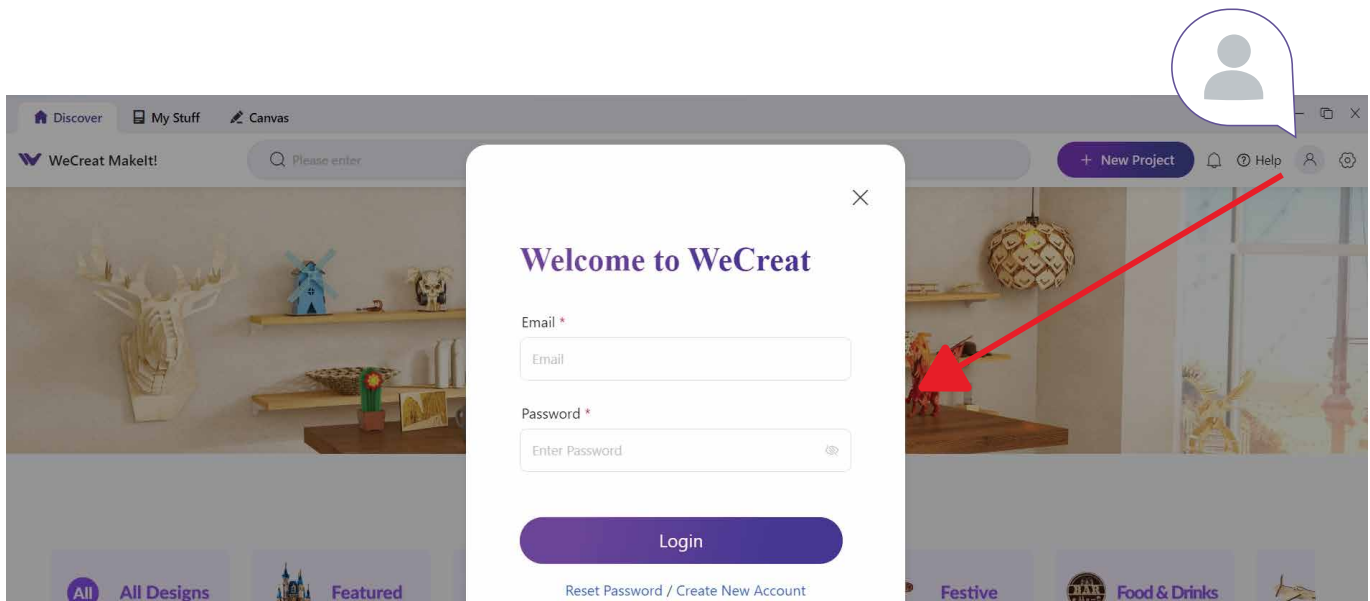 Discover My Stuff Canvas
WeCreat MakeIt! Please enter + New Project Help
Welcome to WeCreat
Email *
Email
Password *
Enter Password
Login
Reset Password / Create New Account
All All Designs Featured Festive BAR Food & Drinks